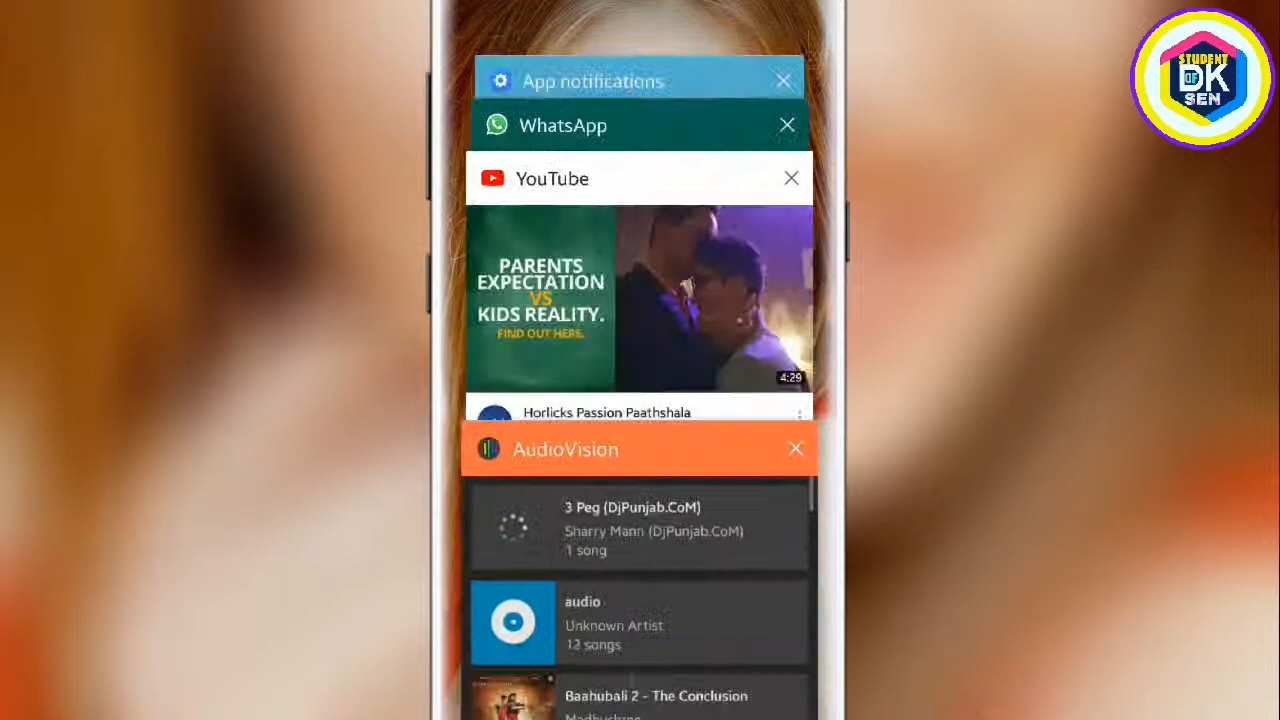 App notifications
WhatsApp
YouTube
PARENTS
EXPECTATION
VS
KIDS REALITY.
FIND OUT HERE.
4:29
Horlicks Passion Paathshala
AudioVision
3 Peg (DjPunjab.CoM)
Sharry Mann (DjPunjab.CoM)
1 song
audio
Unknown Artist
12 songs
Baahubali 2 - The Conclusion
STUDENT
OF
DK
SEN